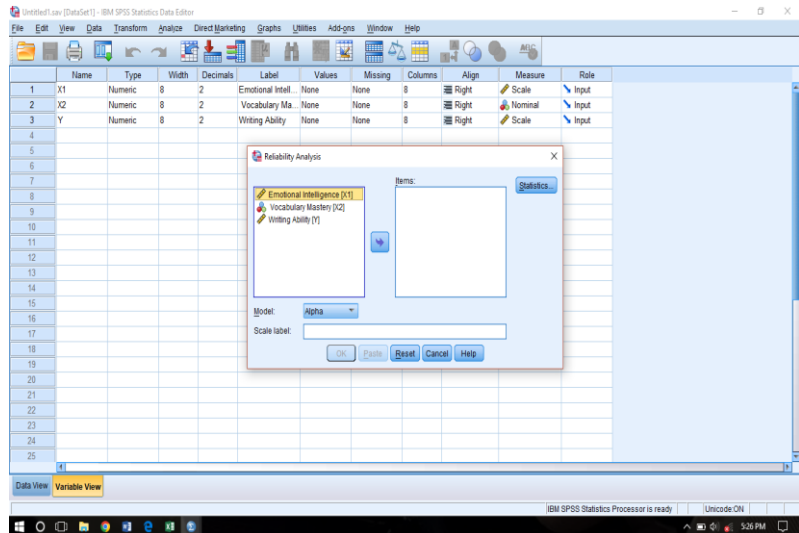 Untitled1.sav [DataSet1] - IBM SPSS Statistics Data Editor
File Edit View Data Transform Analyze Direct Marketing Graphs Utilities Add-ons Window Help
Name Type Width Decimals Label Values Missing Columns Align Measure Role
1 X1 Numeric 8 2 Emotional Intell... None None 8 Right Scale Input
2 X2 Numeric 8 2 Vocabulary Ma... None None 8 Right Nominal Input
3 Y Numeric 8 2 Writing Ability None None 8 Right Scale Input
4
5
6
7
8
9
10
11
12
13
14
15
16
17
18
19
20
21
22
23
24
25
Reliability Analysis
Items:
Statistics...
Emotional Intelligence [X1]
Vocabulary Mastery [X2]
Writing Ability [Y]
Model: Alpha
Scale label:
OK Paste Reset Cancel Help
Data View Variable View
IBM SPSS Statistics Processor is ready Unicode:ON
5:26 PM